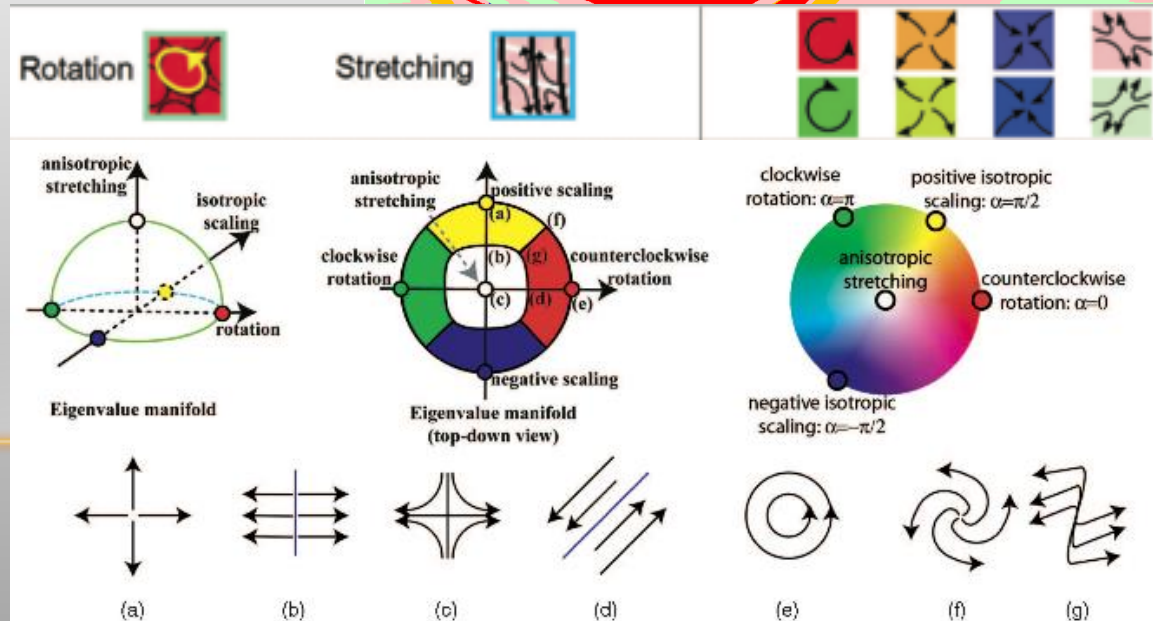 Rotation
Stretching
anisotropic
stretching
isotropic
scaling
rotation
Eigenvalue manifold
anisotropic
stretching
positive scaling
(a)
(f)
(b)
(g)
clockwise
rotation
counterclockwise
rotation
(c)
(d)
(e)
negative scaling
Eigenvalue manifold
(top-down view)
clockwise
rotation: α=π
positive isotropic
scaling: α=π/2
anisotropic
stretching
counterclockwise
rotation: α=0
negative isotropic
scaling: α=−π/2
(a)
(b)
(c)
(d)
(e)
(f)
(g)